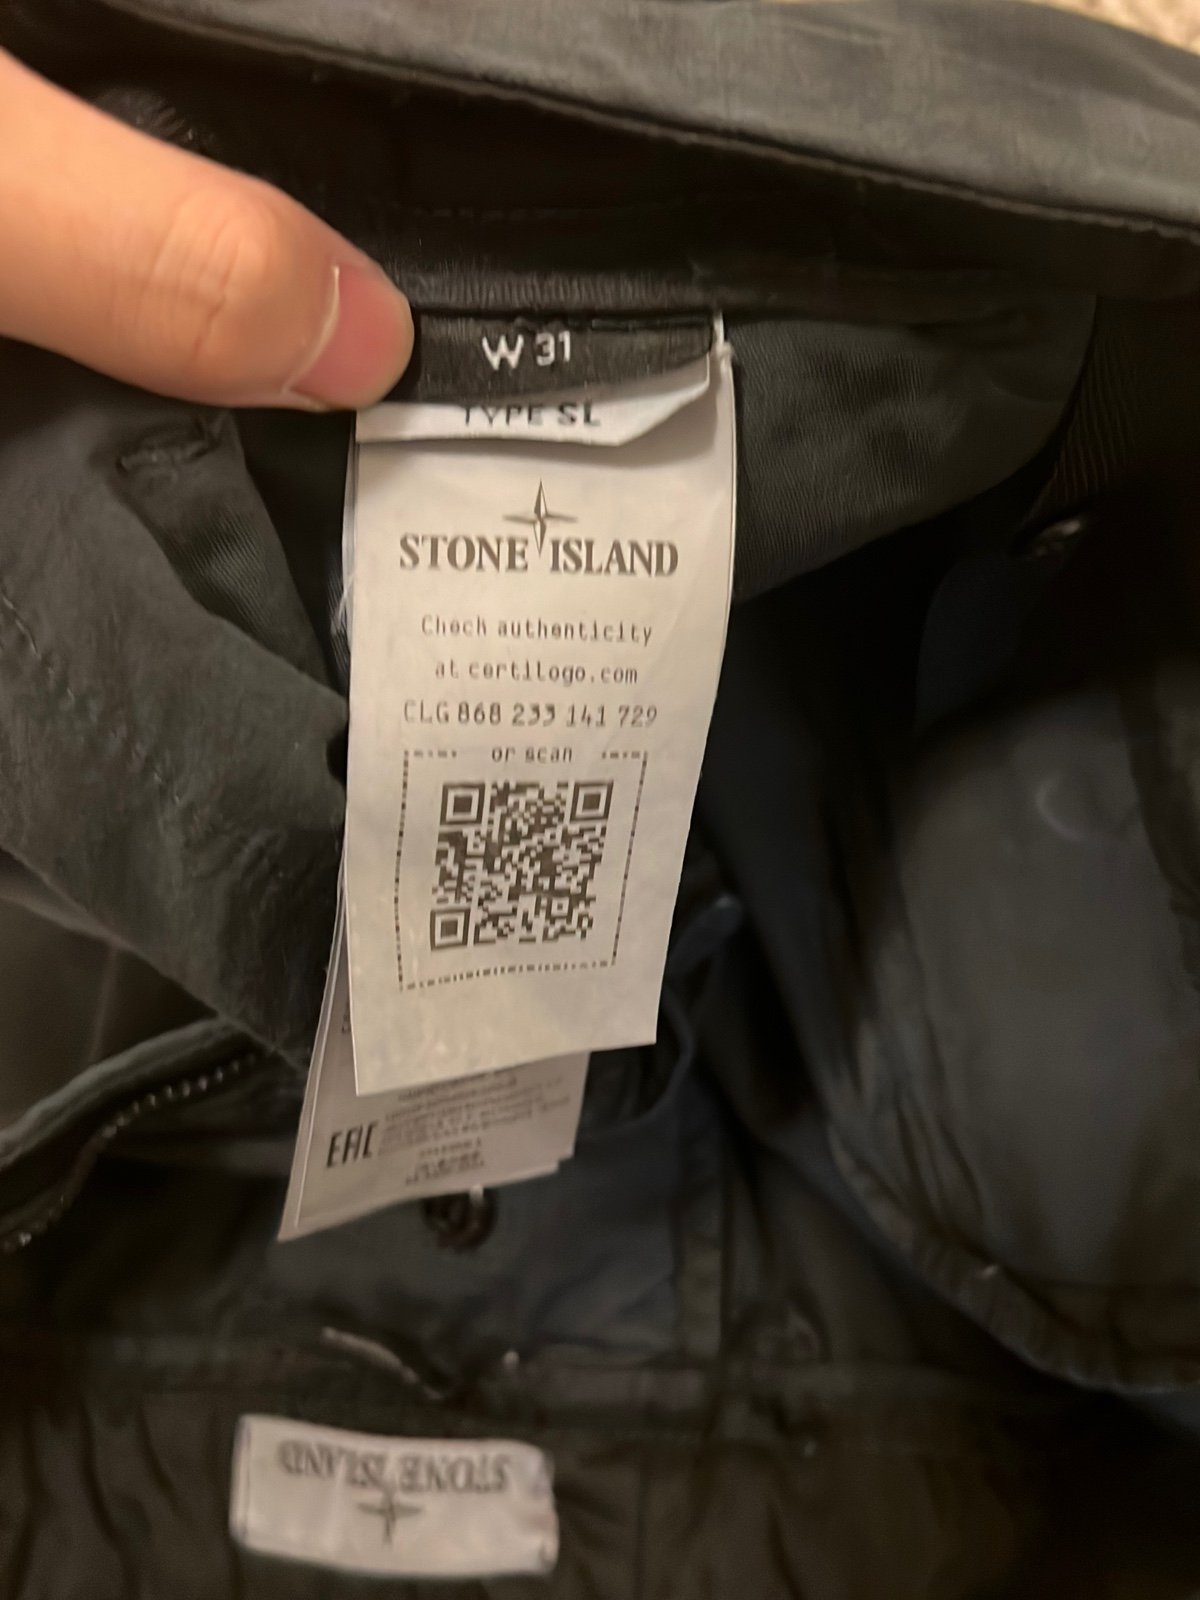 W 31
TYPE SL
STONE ISLAND
Check authenticity
at certilogo.com
CLG 868 233 141 729
or scan
EAC
STONE ISLAND